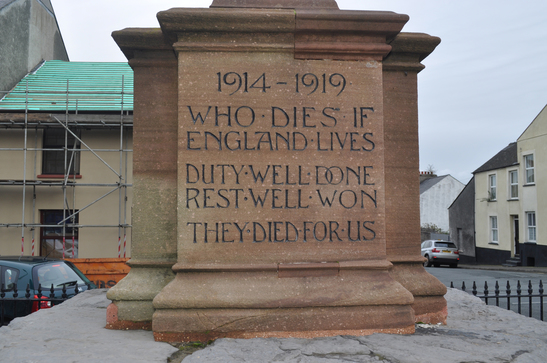 1914-1919
WHO·DIES·IF
ENGLAND·LIVES
DUTY·WELL·DONE
REST·WELL·WON
THEY·DIED·FOR·US